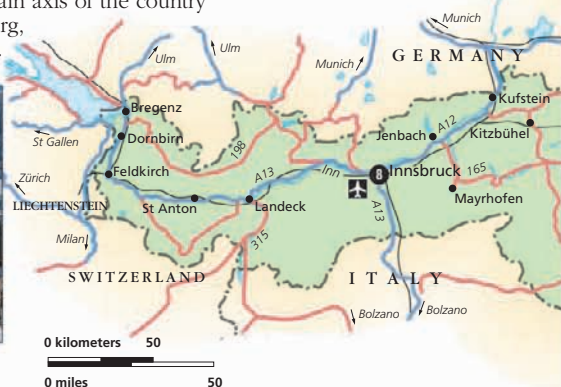 ain axis of the country
rg,
Munich
Ulm
Ulm
Munich
GERMANY
Bregenz
Kufstein
St Gallen
Dornbirn
198
Jenbach
A12
Kitzbühel
Zürich
Feldkirch
A13
Inn
8
Innsbruck
165
LIECHTENSTEIN
St Anton
Landeck
A13
Mayrhofen
Milan
315
SWITZERLAND
ITALY
Bolzano
Bolzano
0 kilometers 50
0 miles 50